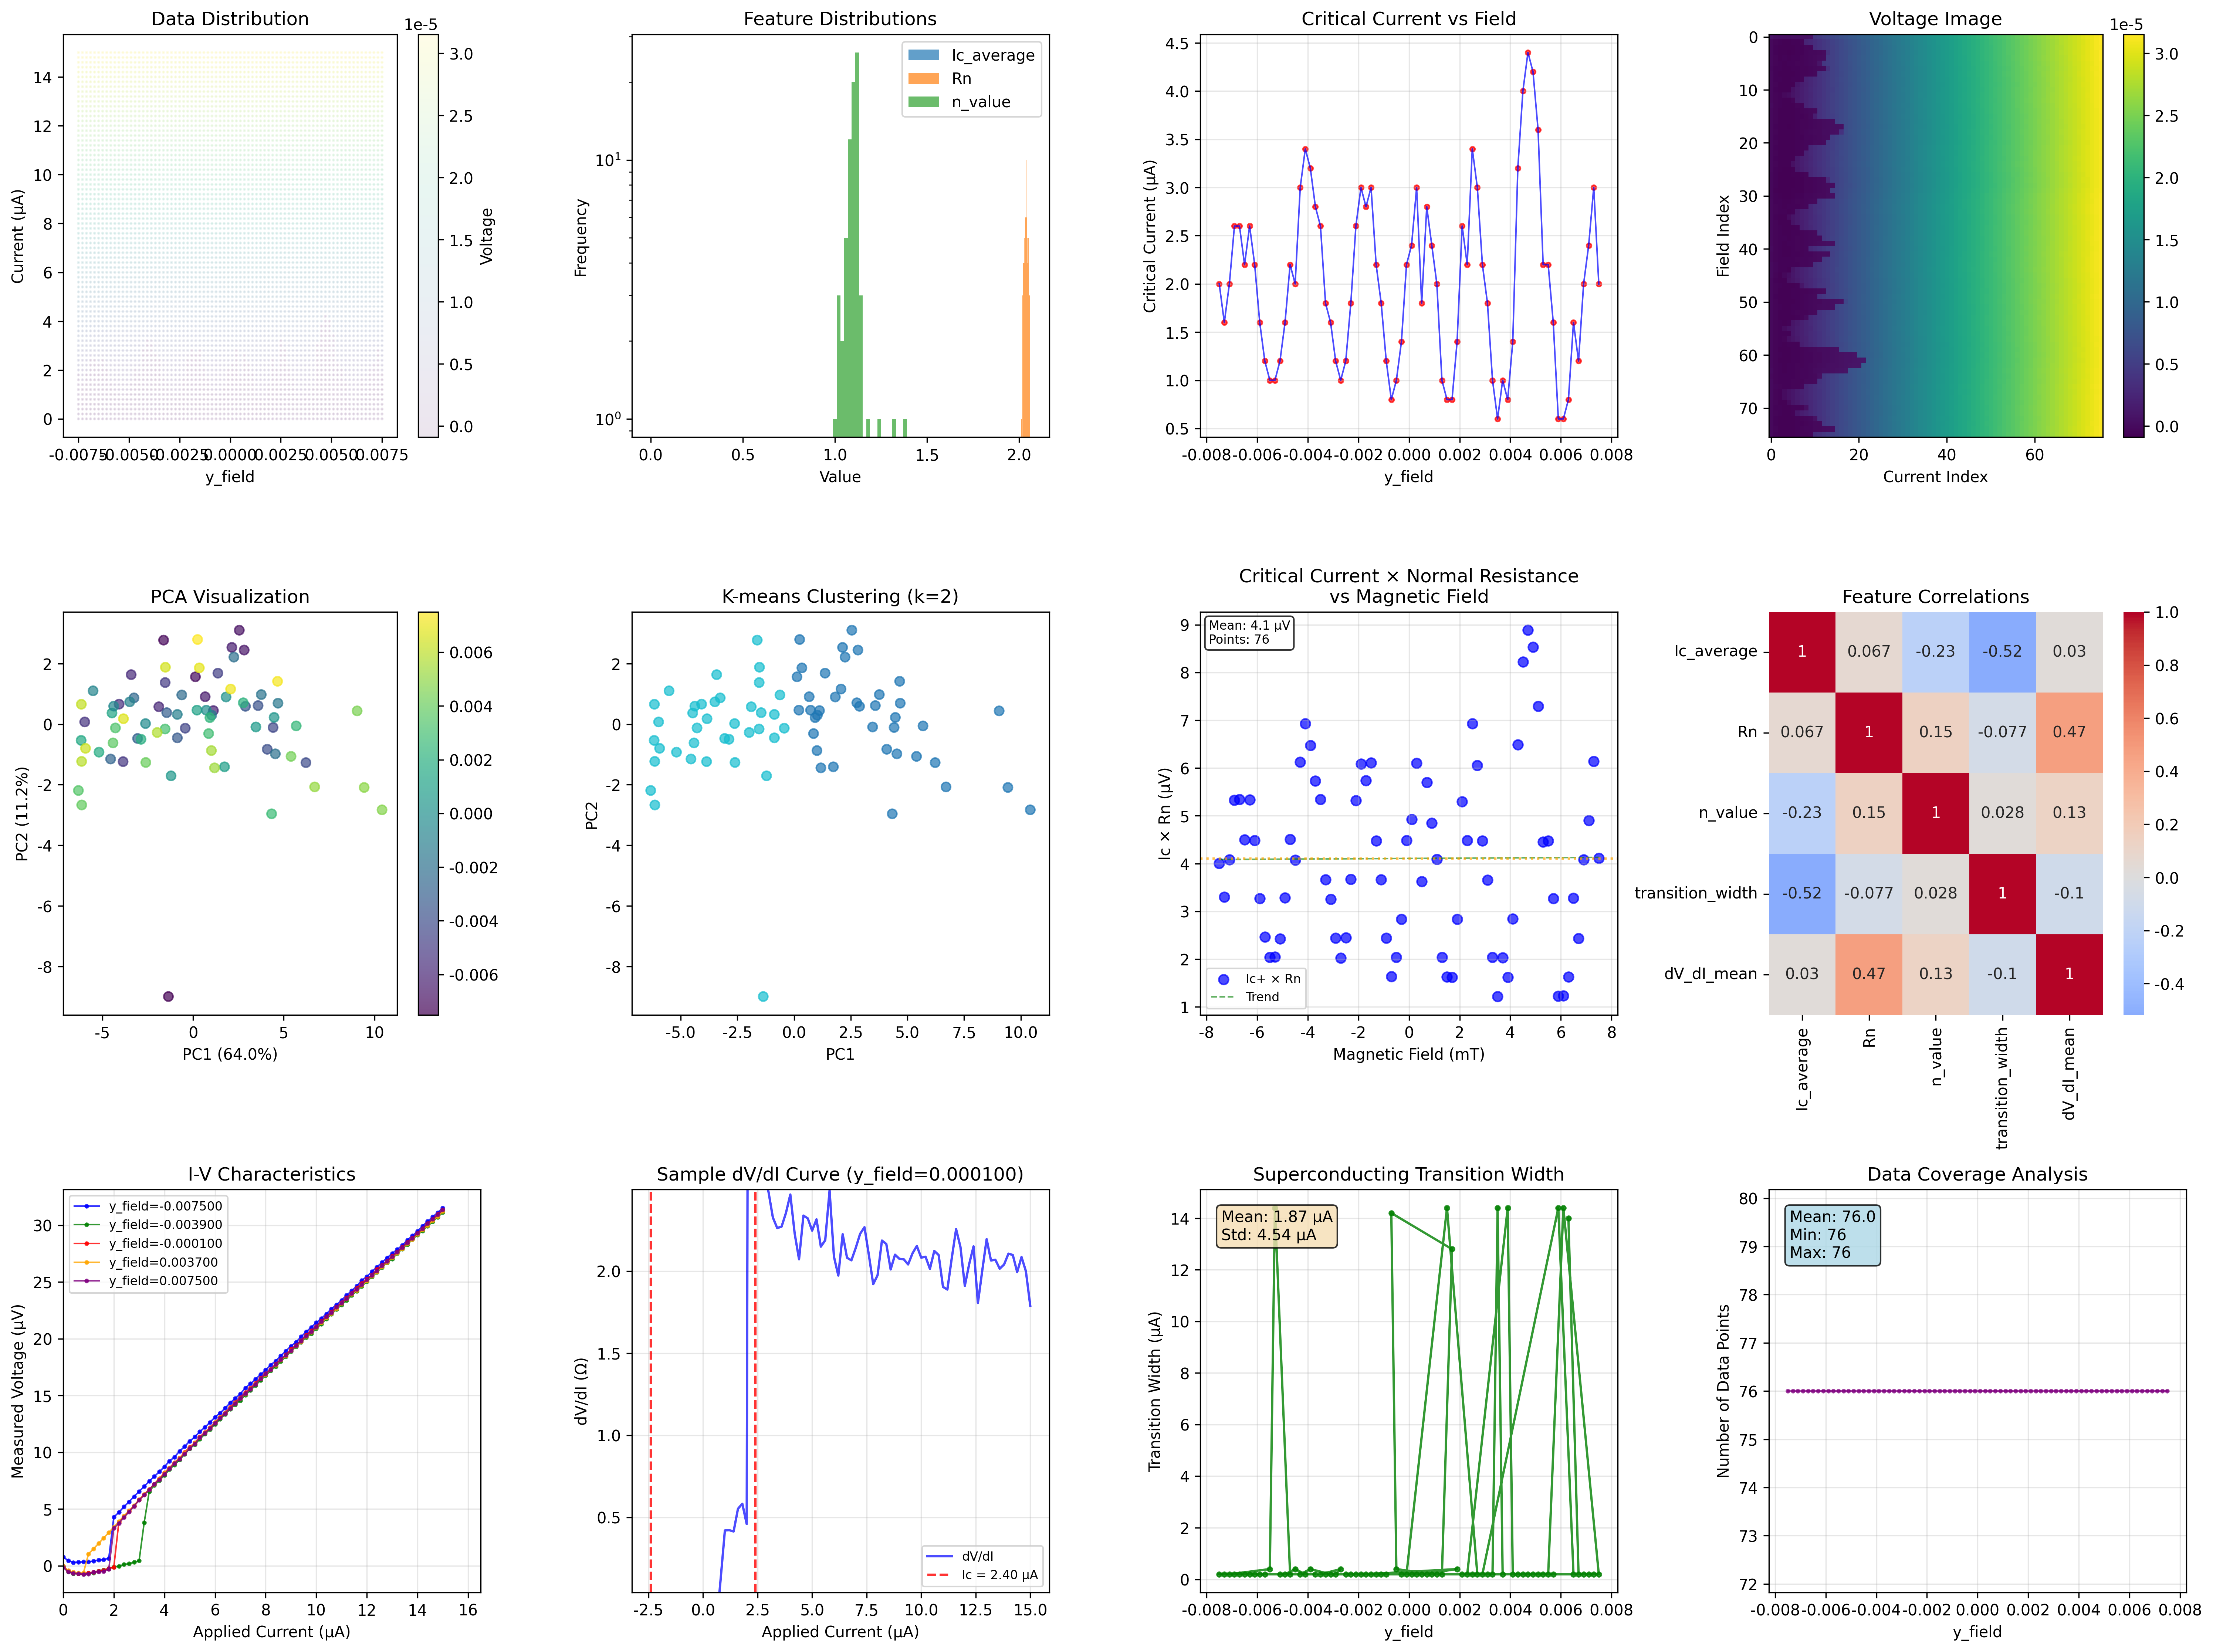 Data Distribution
1e-5
14
12
10
8
6
4
2
0
Current (μA)
-0.0075
-0.0050
-0.0025
0.0000
0.0025
0.0050
0.0075
y_field
3.0
2.5
2.0
1.5
1.0
0.5
0.0
Voltage
Feature Distributions
Ic_average
Rn
n_value
10¹
10⁰
Frequency
0.0
0.5
1.0
1.5
2.0
Value
Critical Current vs Field
4.5
4.0
3.5
3.0
2.5
2.0
1.5
1.0
0.5
Critical Current (μA)
-0.008
-0.006
-0.004
-0.002
0.000
0.002
0.004
0.006
0.008
y_field
Voltage Image
1e-5
0
10
20
30
40
50
60
70
Field Index
0
20
40
60
Current Index
3.0
2.5
2.0
1.5
1.0
0.5
0.0
PCA Visualization
2
0
-2
-4
-6
-8
PC2 (11.2%)
-5
0
5
10
PC1 (64.0%)
0.006
0.004
0.002
0.000
-0.002
-0.004
-0.006
K-means Clustering (k=2)
2
0
-2
-4
-6
-8
PC2
-5.0
-2.5
0.0
2.5
5.0
7.5
10.0
PC1
Critical Current × Normal Resistance
vs Magnetic Field
Mean: 4.1 μV
Points: 76
9
8
7
6
5
4
3
2
1
Ic × Rn (μV)
Ic+ × Rn
Trend
-8
-6
-4
-2
0
2
4
6
8
Magnetic Field (mT)
Feature Correlations
Ic_average
Rn
n_value
transition_width
dV_dI_mean
1 0.067 -0.23 -0.52 0.03
0.067 1 0.15 -0.077 0.47
-0.23 0.15 1 0.028 0.13
-0.52 -0.077 0.028 1 -0.1
0.03 0.47 0.13 -0.1 1
Ic_average
Rn
n_value
transition_width
dV_dI_mean
1.0
0.8
0.6
0.4
0.2
0.0
-0.2
-0.4
I-V Characteristics
y_field=-0.007500
y_field=-0.003900
y_field=-0.000100
y_field=0.003700
y_field=0.007500
30
25
20
15
10
5
0
Measured Voltage (μV)
0
2
4
6
8
10
12
14
16
Applied Current (μA)
Sample dV/dI Curve (y_field=0.000100)
2.0
1.5
1.0
0.5
dV/dI (Ω)
dV/dI
Ic = 2.40 μA
-2.5
0.0
2.5
5.0
7.5
10.0
12.5
15.0
Applied Current (μA)
Superconducting Transition Width
Mean: 1.87 μA
Std: 4.54 μA
14
12
10
8
6
4
2
0
Transition Width (μA)
-0.008
-0.006
-0.004
-0.002
0.000
0.002
0.004
0.006
0.008
y_field
Data Coverage Analysis
Mean: 76.0
Min: 76
Max: 76
80
79
78
77
76
75
74
73
72
Number of Data Points
-0.008
-0.006
-0.004
-0.002
0.000
0.002
0.004
0.006
0.008
y_field